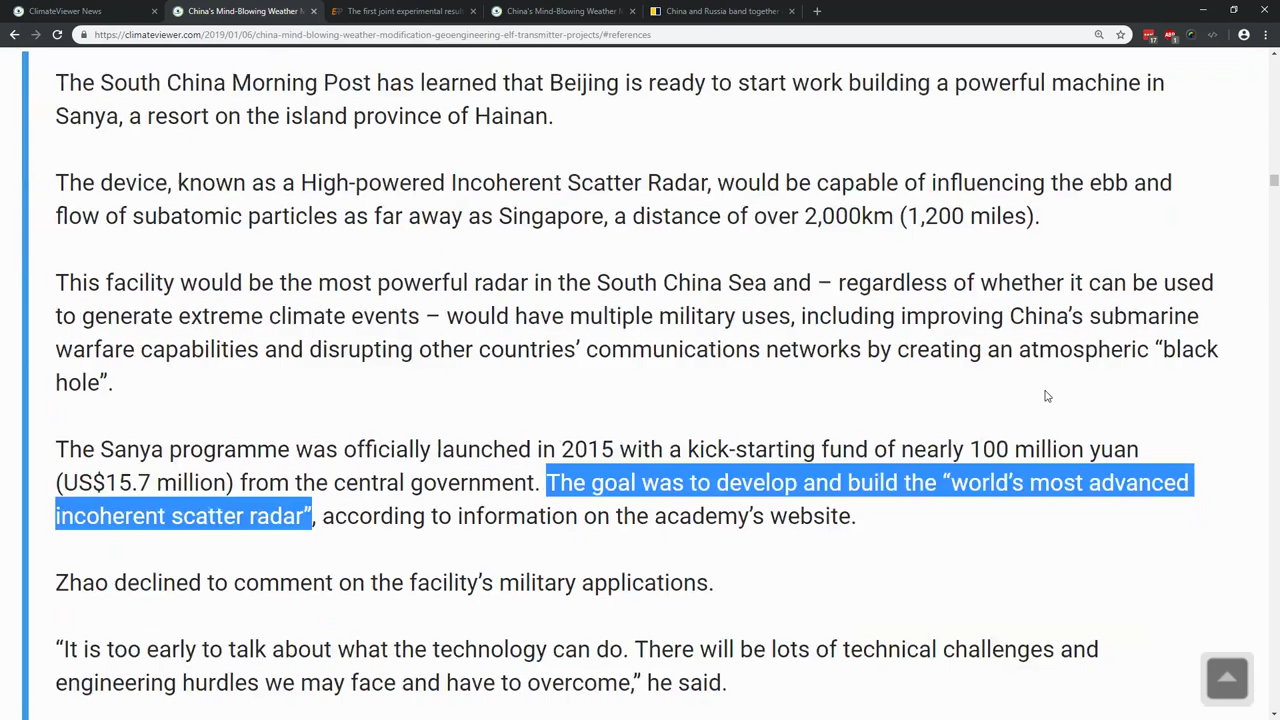 ClimateViewer News
China's Mind-Blowing Weather M
The first joint experimental result
China's Mind-Blowing Weather M
China and Russia band together
https://climateviewer.com/2019/01/06/china-mind-blowing-weather-modification-geoengineering-elf-transmitter-projects/#references
The South China Morning Post has learned that Beijing is ready to start work building a powerful machine in
Sanya, a resort on the island province of Hainan.
The device, known as a High-powered Incoherent Scatter Radar, would be capable of influencing the ebb and
flow of subatomic particles as far away as Singapore, a distance of over 2,000km (1,200 miles).
This facility would be the most powerful radar in the South China Sea and – regardless of whether it can be used
to generate extreme climate events – would have multiple military uses, including improving China’s submarine
warfare capabilities and disrupting other countries’ communications networks by creating an atmospheric “black
hole”.
The Sanya programme was officially launched in 2015 with a kick-starting fund of nearly 100 million yuan
(US$15.7 million) from the central government. The goal was to develop and build the “world’s most advanced
incoherent scatter radar”, according to information on the academy’s website.
Zhao declined to comment on the facility’s military applications.
“It is too early to talk about what the technology can do. There will be lots of technical challenges and
engineering hurdles we may face and have to overcome,” he said.